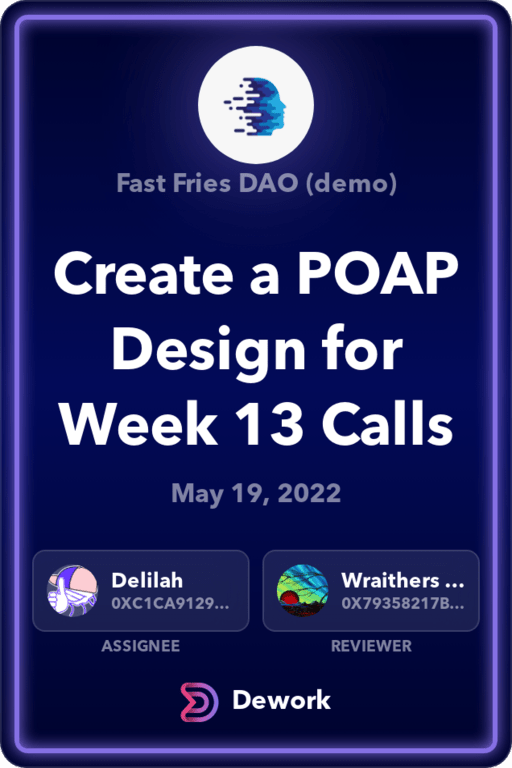 Fast Fries DAO (demo)
Create a POAP
Design for
Week 13 Calls
May 19, 2022
Delilah
0XC1CA9129...
ASSIGNEE
Wraithers ...
0X79358217B...
REVIEWER
Dework